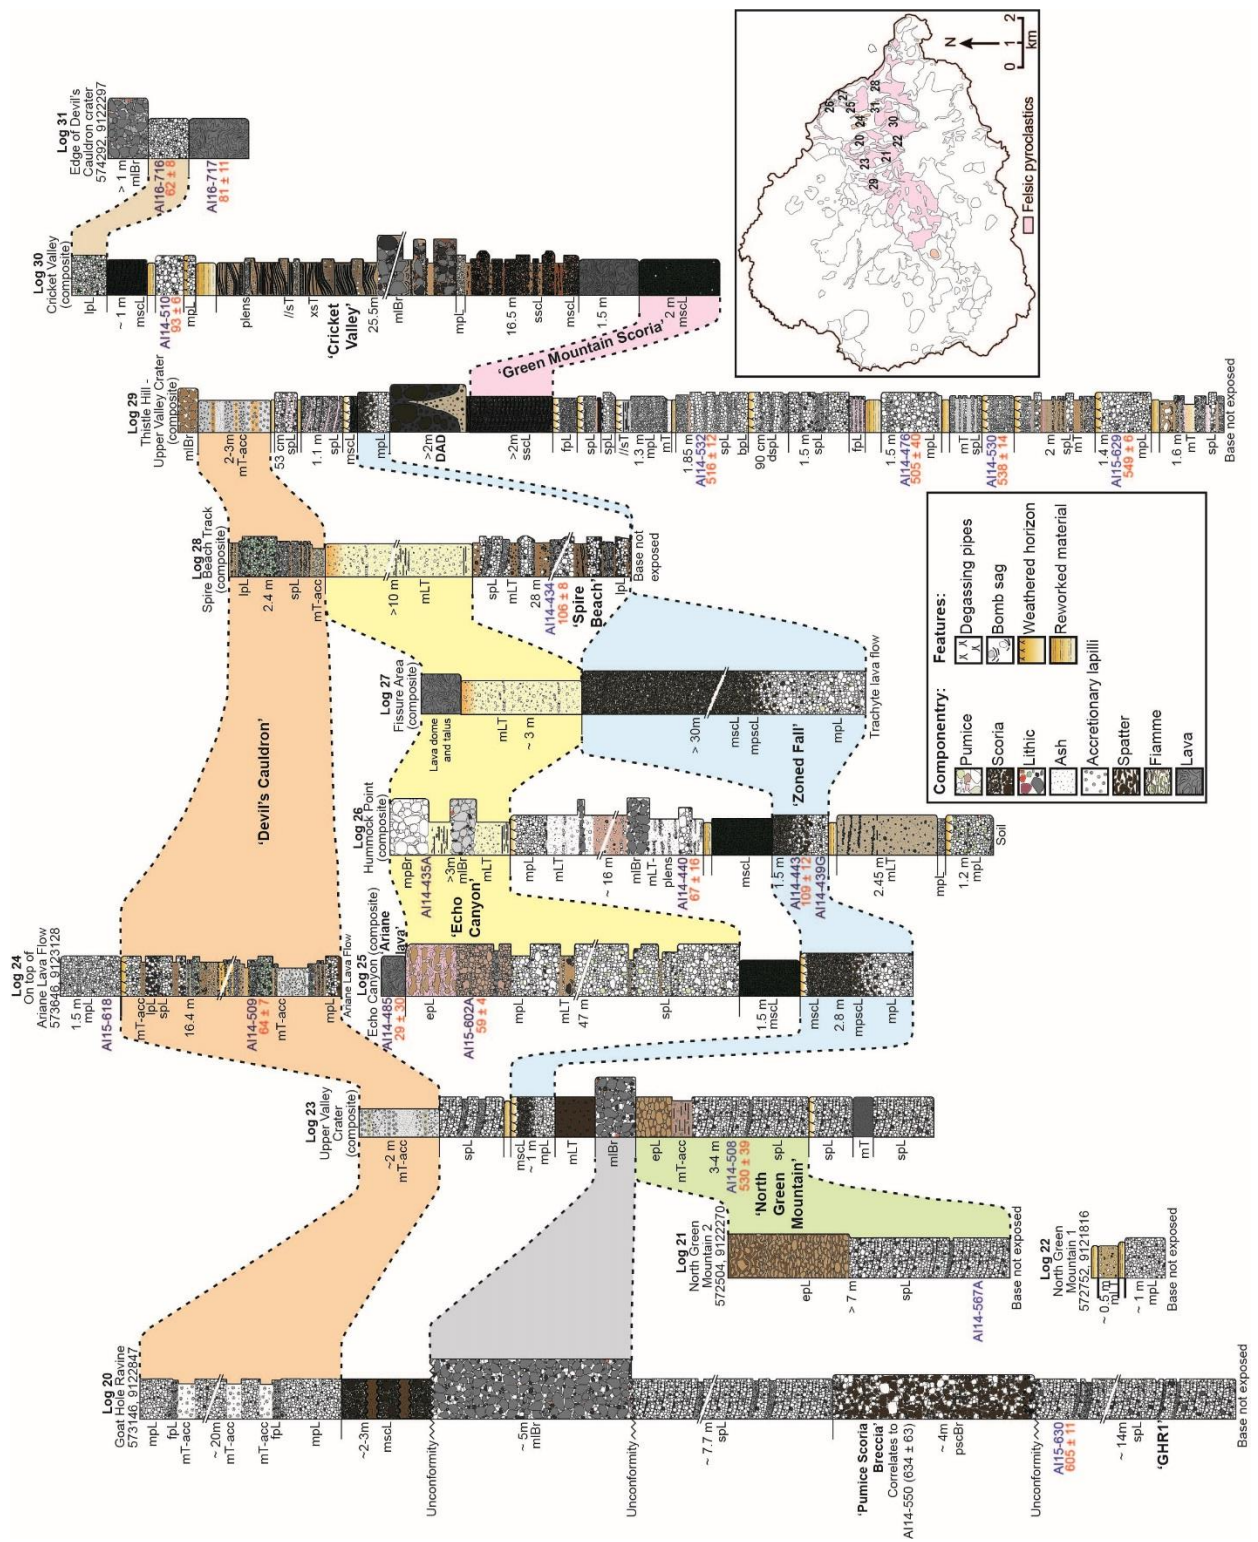 Log 20
Goat Hole Ravine
573146, 9122847
mpL
fpL
mT-acc
~ 20m
mT-acc
mT-acc
fpL
mpL
~2-3m
mscL
Unconformity
~ 5m
mlBr
Unconformity
~ 7.7 m
spL
'Pumice Scoria
Breccia'
Correlates to
AI14-550 (634 ± 63)
~ 4m
pscBr
Unconformity
AI15-630
605 ± 11
~ 14m
spL
'GHR1'
Base not exposed
Log 21
North Green
Mountain 2
572504, 9122270
epL
> 7 m
spL
AI14-567A
Base not exposed
Log 22
North Green
Mountain 1
572752, 9121816
~ 0.5 m
~ 1 m
mpL
Base not exposed
Log 23
Upper Valley
Crater
(composite)
~2 m
mT-acc
spL
mscL
~ 1 m
mpL
mLT
mlBr
epL
mT-acc
3-4 m
AI14-508
530 ± 39
spL
'North
Green
Mountain'
spL
mT
spL
Log 24
On top of
Ariane Lava Flow
573646, 9123128
1.5 m
mpL
AI15-618
mT-acc
lpL
spL
16.4 m
AI14-509
64 ± 7
mT-acc
mpL
Ariane Lava Flow
'Devil's Cauldron'
Log 25
Echo Canyon (composite)
'Ariane
lava'
AI14-485
29 ± 30
epL
AI15-602A
59 ± 4
mpL
mLT
47 m
spL
1.5 m
mscL
mscL
2.8 m
mpscL
mpL
'Echo
Canyon'
Log 26
Hummock Point
(composite)
mpBr
AI14-435A
>3m
mlBr
mLT
mpL
mLT
~ 16 m
mlBr
mLT-
plens
AI14-440
67 ± 16
mscL
1.5 m
AI14-443
109 ± 12
AI14-439G
2.45 m
mLT
mpL
1.2 m
mpL
Soil
'Zoned Fall'
Log 27
Fissure Area
(composite)
Lava dome
and talus
mLT
~ 3 m
> 30m
mscL
mpscL
mpL
Trachyte lava flow
Log 28
Spire Beach Track
(composite)
lpL
2.4 m
spL
mT-acc
>10 m
mLT
spL
mLT
28 m
AI14-434
106 ± 8
'Spire
Beach'
lpL
Base not
exposed
Log 29
Thistle Hill -
Upper Valley Crater
(composite)
mlBr
2-3m
mT-acc
53 cm
spL
1.1 m
spL
mscL
mpL
>2m
DAD
>2m
sscL
fpL
spL
spL
//sT
1.3 m
mpL
mT
1.85 m
AI14-532
516 ± 12
spL
bpL
90 cm
dspL
1.5 m
spL
fpL
1.5 m
AI14-476
505 ± 40
mpL
mT
AI14-530
538 ± 14
2 m
spL
1.4 m
AI15-629
549 ± 6
mpL
1.6 m
mT
spL
Base not exposed
'Green Mountain Scoria'
Log 30
Cricket Valley
(composite)
lpL
~ 1 m
mscL
AI14-510
93 ± 6
mpL
plens
//sT
xsT
'Cricket
Valley'
25.5m
mlBr
mpL
16.5 m
sscL
mscL
1.5 m
2 m
mscL
Log 31
Edge of Devil's
Cauldron crater
574292, 9122297
> 1 m
mlBr
AI16-716
62 ± 8
AI16-717
81 ± 11
Componentry:
Pumice
Scoria
Lithic
Ash
Accretionary lapilli
Spatter
Fiamme
Lava
Features:
Degassing pipes
Bomb sag
Weathered horizon
Reworked material
26
27
25
24
28
20
31
23
30
21
22
29
N
0 1 2
km
Felsic pyroclastics